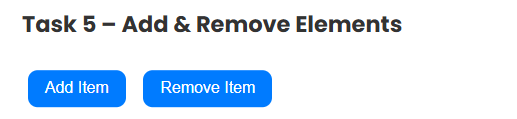 Task 5 – Add & Remove Elements
Add Item Remove Item